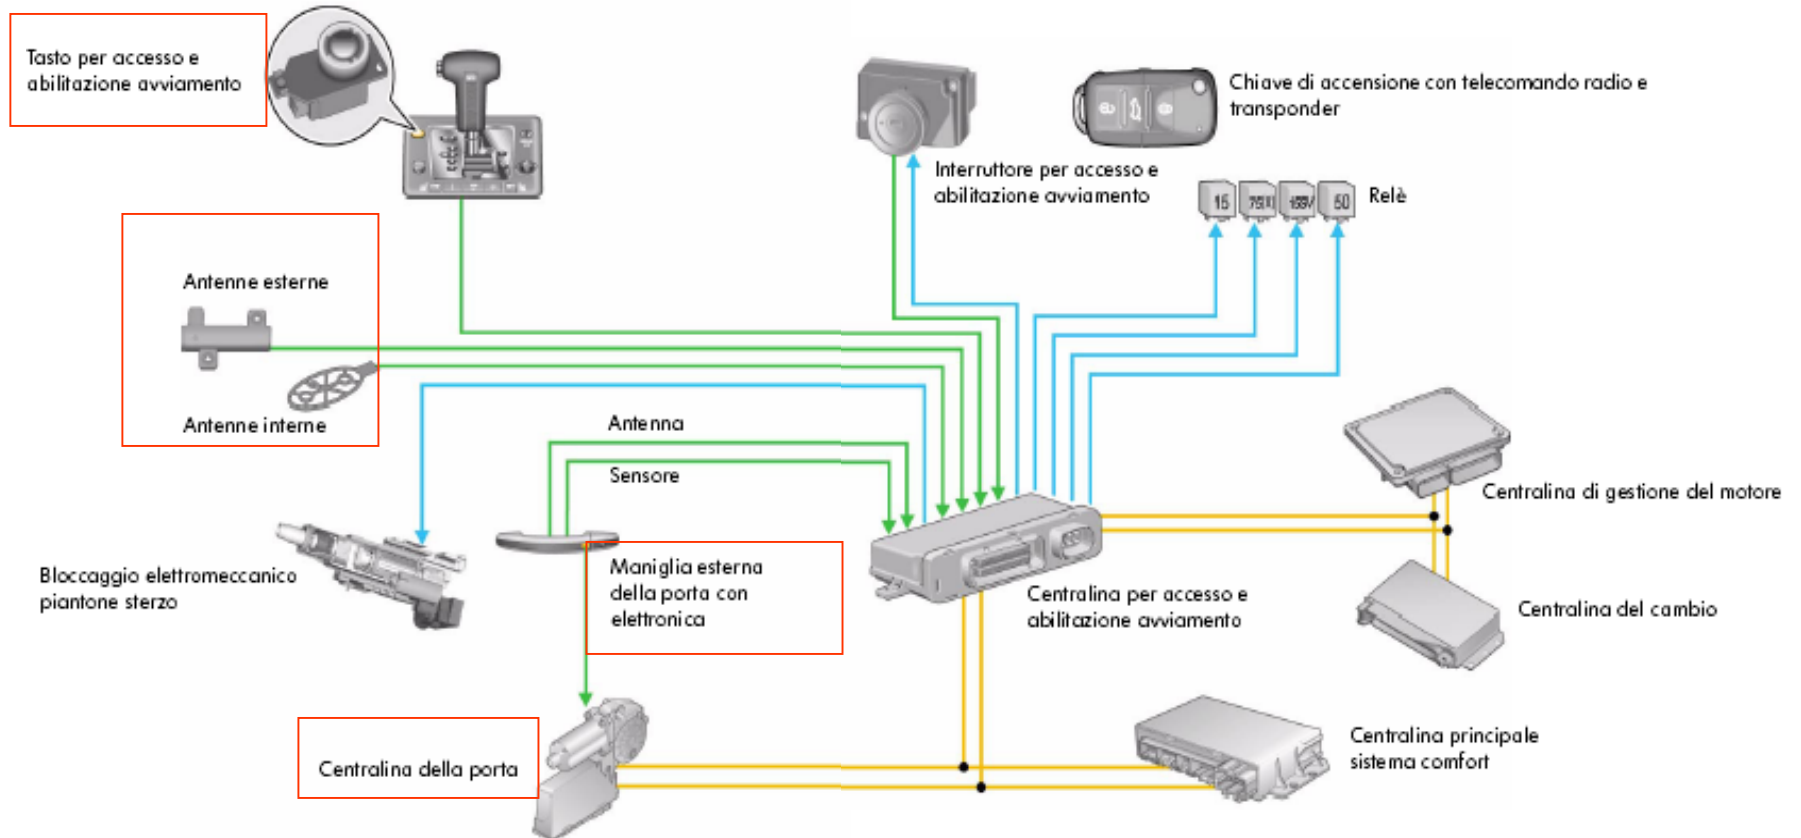 Tasto per accesso e
abilitazione avviamento
Chiave di accensione con telecomando radio e
transponder
Interruttore per accesso e
abilitazione avviamento
15
75(X)
50
Relè
Antenne esterne
Antenne interne
Antenna
Sensore
Centralina di gestione del motore
Bloccaggio elettromeccanico
piantone sterzo
Maniglia esterna
della porta con
elettronica
Centralina per accesso e
abilitazione avviamento
Centralina del cambio
Centralina della porta
Centralina principale
sistema comfort